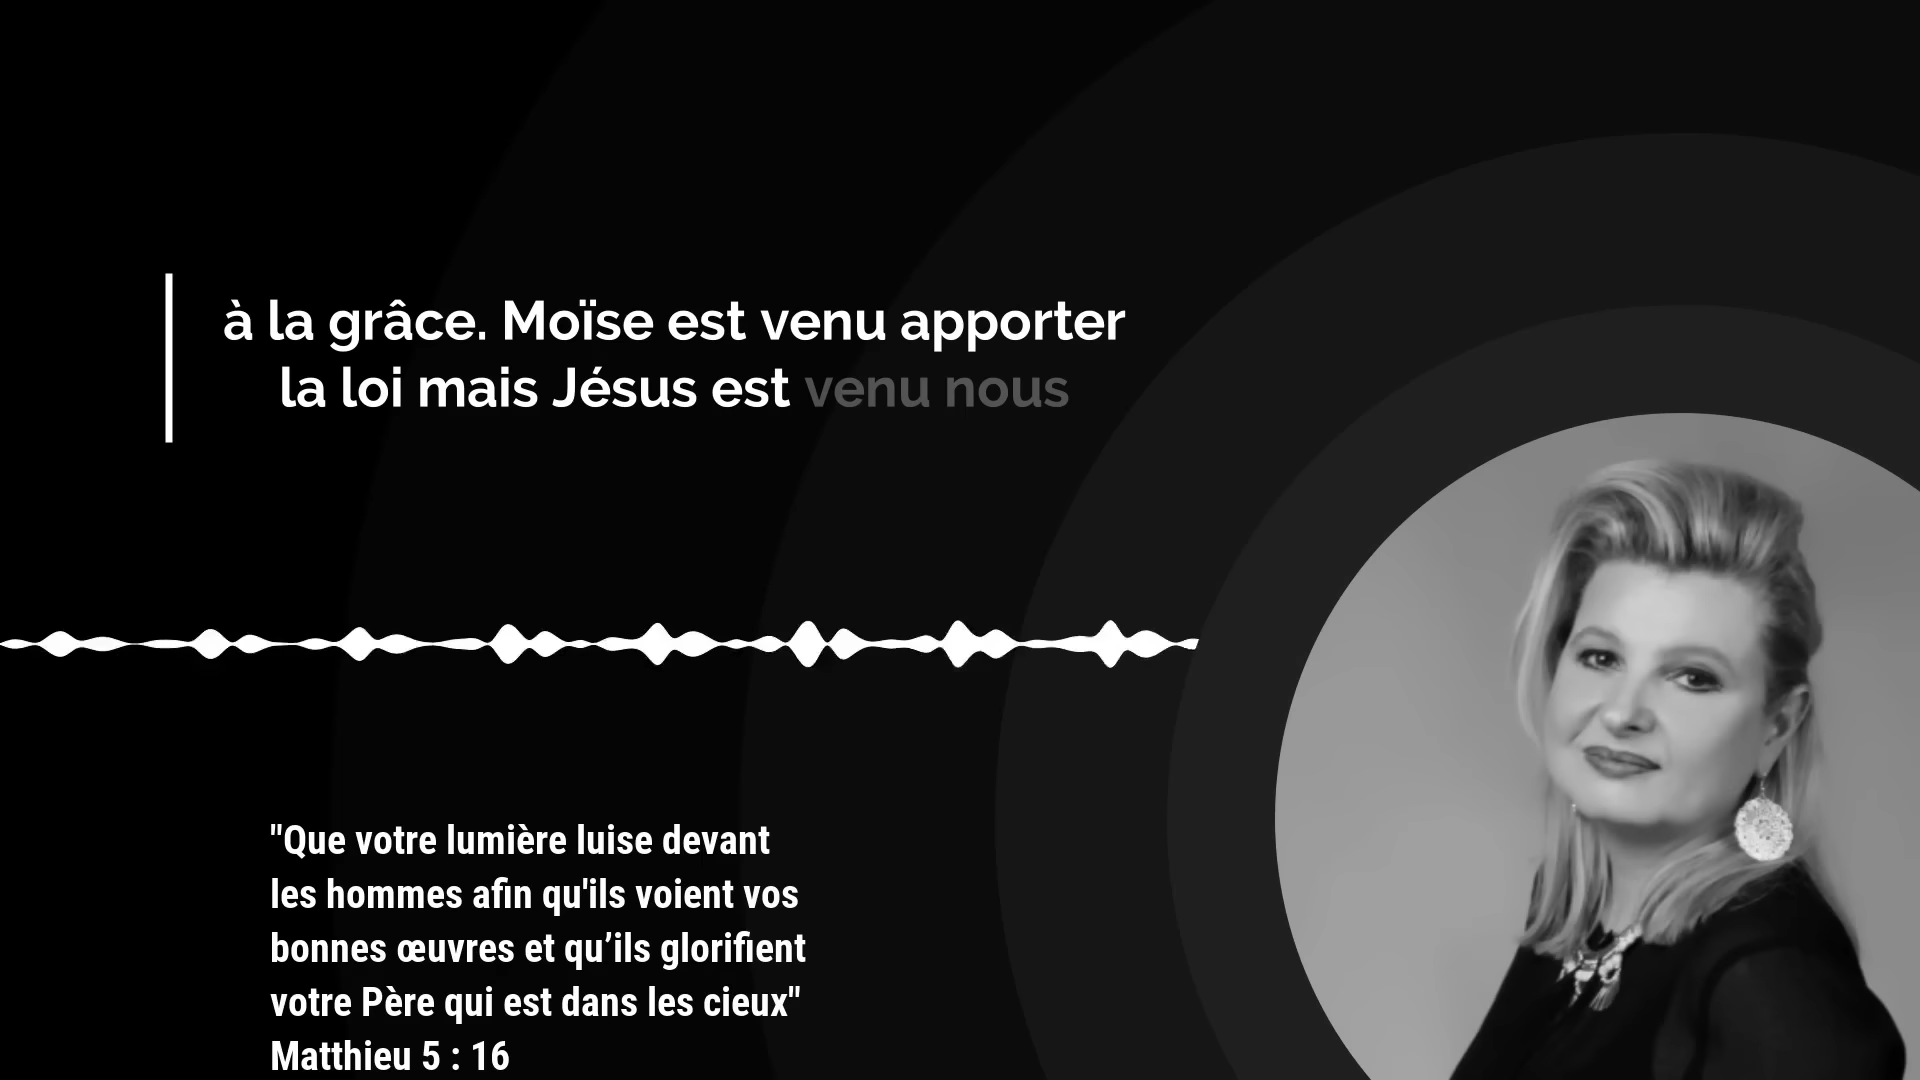 à la grâce. Moïse est venu apporter
la loi mais Jésus est venu nous
"Que votre lumière luise devant
les hommes afin qu'ils voient vos
bonnes œuvres et qu’ils glorifient
votre Père qui est dans les cieux"
Matthieu 5 : 16